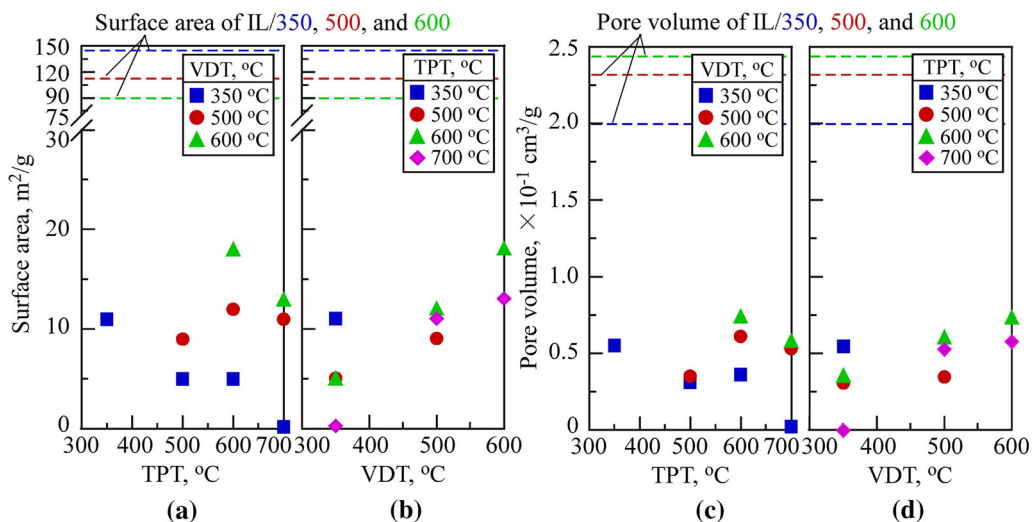 Surface area of IL/350, 500, and 600
Pore volume of IL/350, 500, and 600
150
120
90
75
30
20
10
0
Surface area, m²/g
VDT, °C
350 °C
500 °C
600 °C
300 400 500 600 700
TPT, °C
(a)
TPT, °C
350 °C
500 °C
600 °C
700 °C
300 400 500 600
VDT, °C
(b)
2.5
2.0
1.5
1.0
0.5
0
Pore volume, ×10⁻¹ cm³/g
VDT, °C
350 °C
500 °C
600 °C
300 400 500 600 700
TPT, °C
(c)
TPT, °C
350 °C
500 °C
600 °C
700 °C
300 400 500 600
VDT, °C
(d)